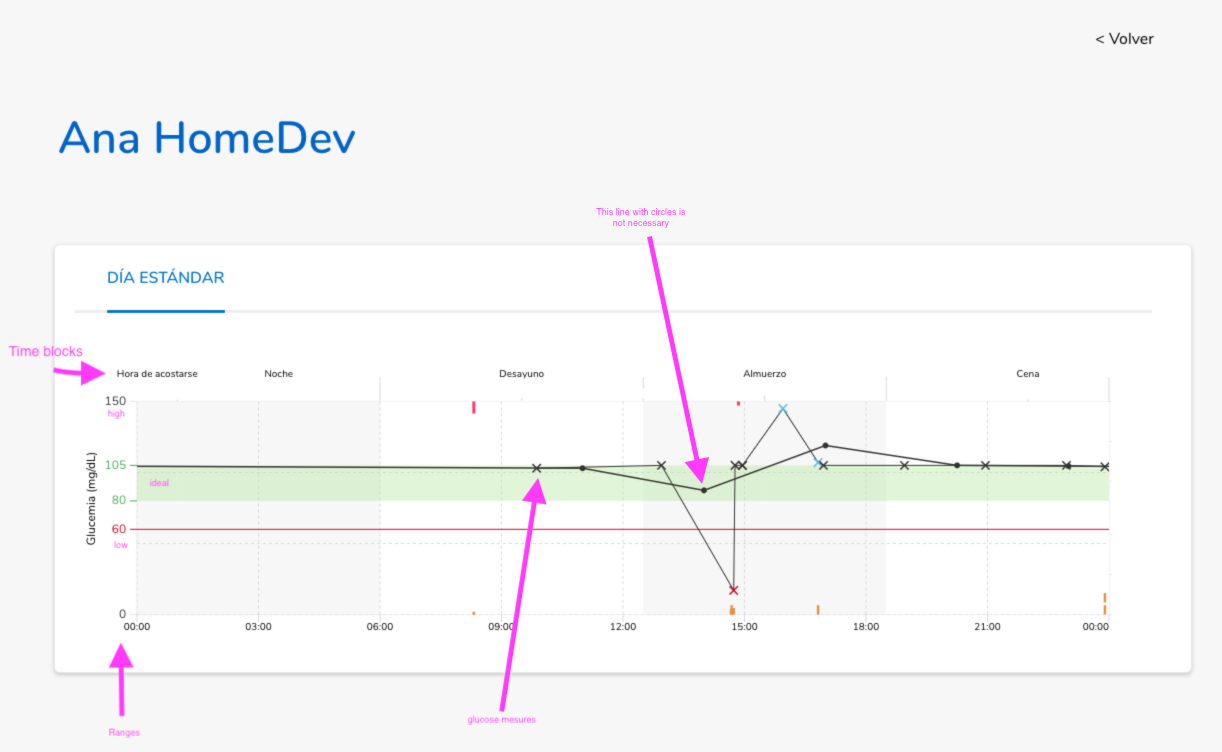 < Volver
Ana HomeDev
This line with circles is
not necessary
DÍA ESTÁNDAR
Time blocks
Hora de acostarse Noche Desayuno Almuerzo Cena
150
high
105
ideal
80
60
low
0
Glucemia (mg/dL)
00:00 03:00 06:00 09:00 12:00 15:00 18:00 21:00 00:00
glucose mesures
Ranges